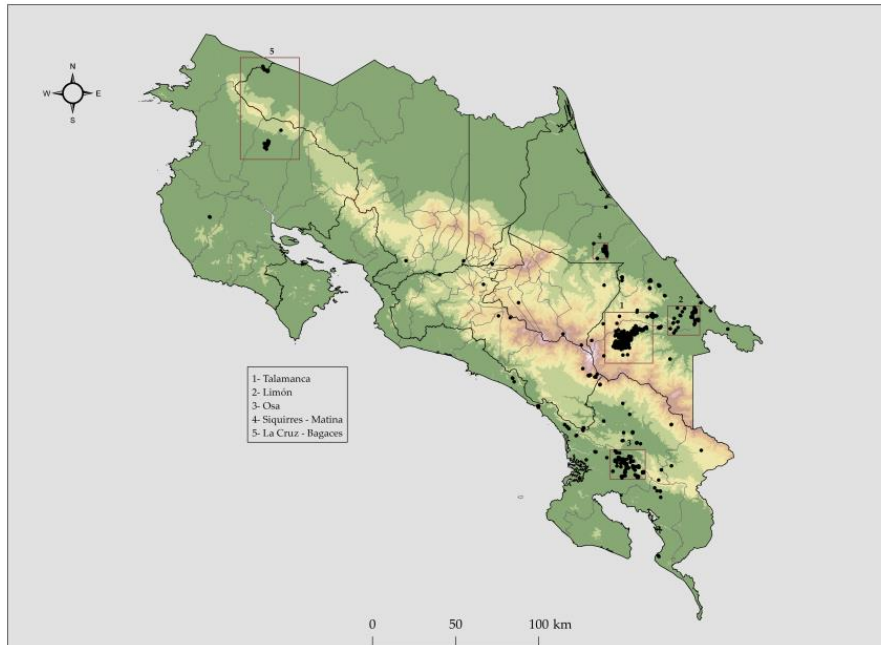 5
N
W
E
S
4
1
2
1- Talamanca
2- Limón
3- Osa
4- Siquirres - Matina
5- La Cruz - Bagaces
3
0 50 100 km